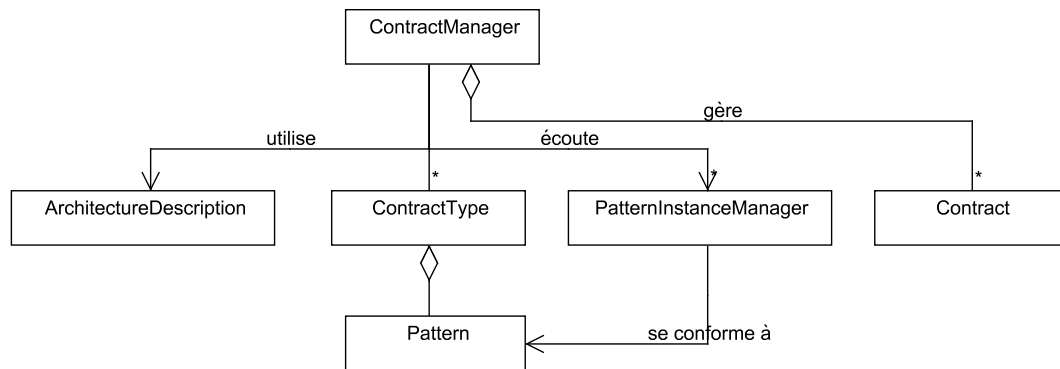 ContractManager
gère
utilise
écoute
*
*
*
ArchitectureDescription
ContractType
PatternInstanceManager
Contract
Pattern
se conforme à